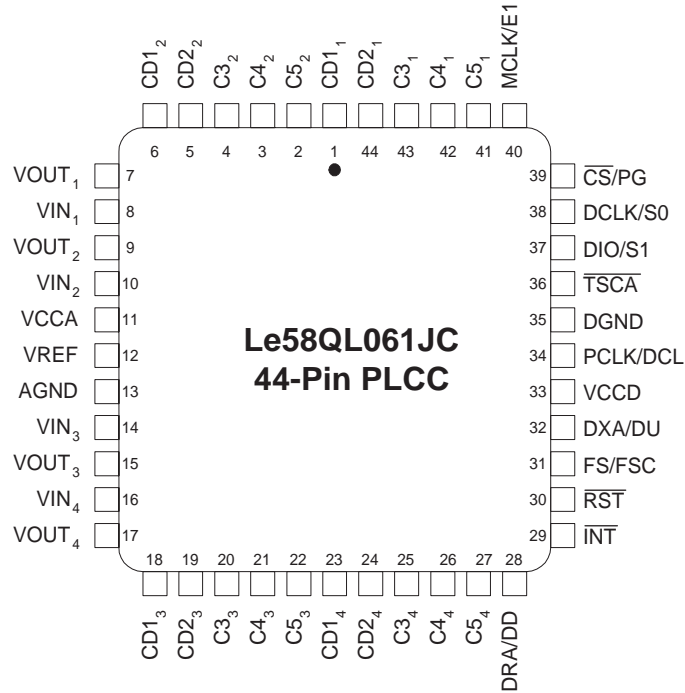 CD1₂ CD2₂ C3₂ C4₂ C5₂ CD1₁ CD2₁ C3₁ C4₁ C5₁ MCLK/E1
6 5 4 3 2 1 44 43 42 41 40
VOUT₁ 7 39 C̅S̅/PG
VIN₁ 8 38 DCLK/S0
VOUT₂ 9 37 DIO/S1
VIN₂ 10 36 T̅S̅C̅A̅
VCCA 11 35 DGND
VREF 12 34 PCLK/DCL
AGND 13 33 VCCD
VIN₃ 14 32 DXA/DU
VOUT₃ 15 31 FS/FSC
VIN₄ 16 30 R̅S̅T̅
VOUT₄ 17 29 I̅N̅T̅
Le58QL061JC
44-Pin PLCC
18 19 20 21 22 23 24 25 26 27 28
CD1₃ CD2₃ C3₃ C4₃ C5₃ CD1₄ CD2₄ C3₄ C4₄ C5₄ DRA/DD